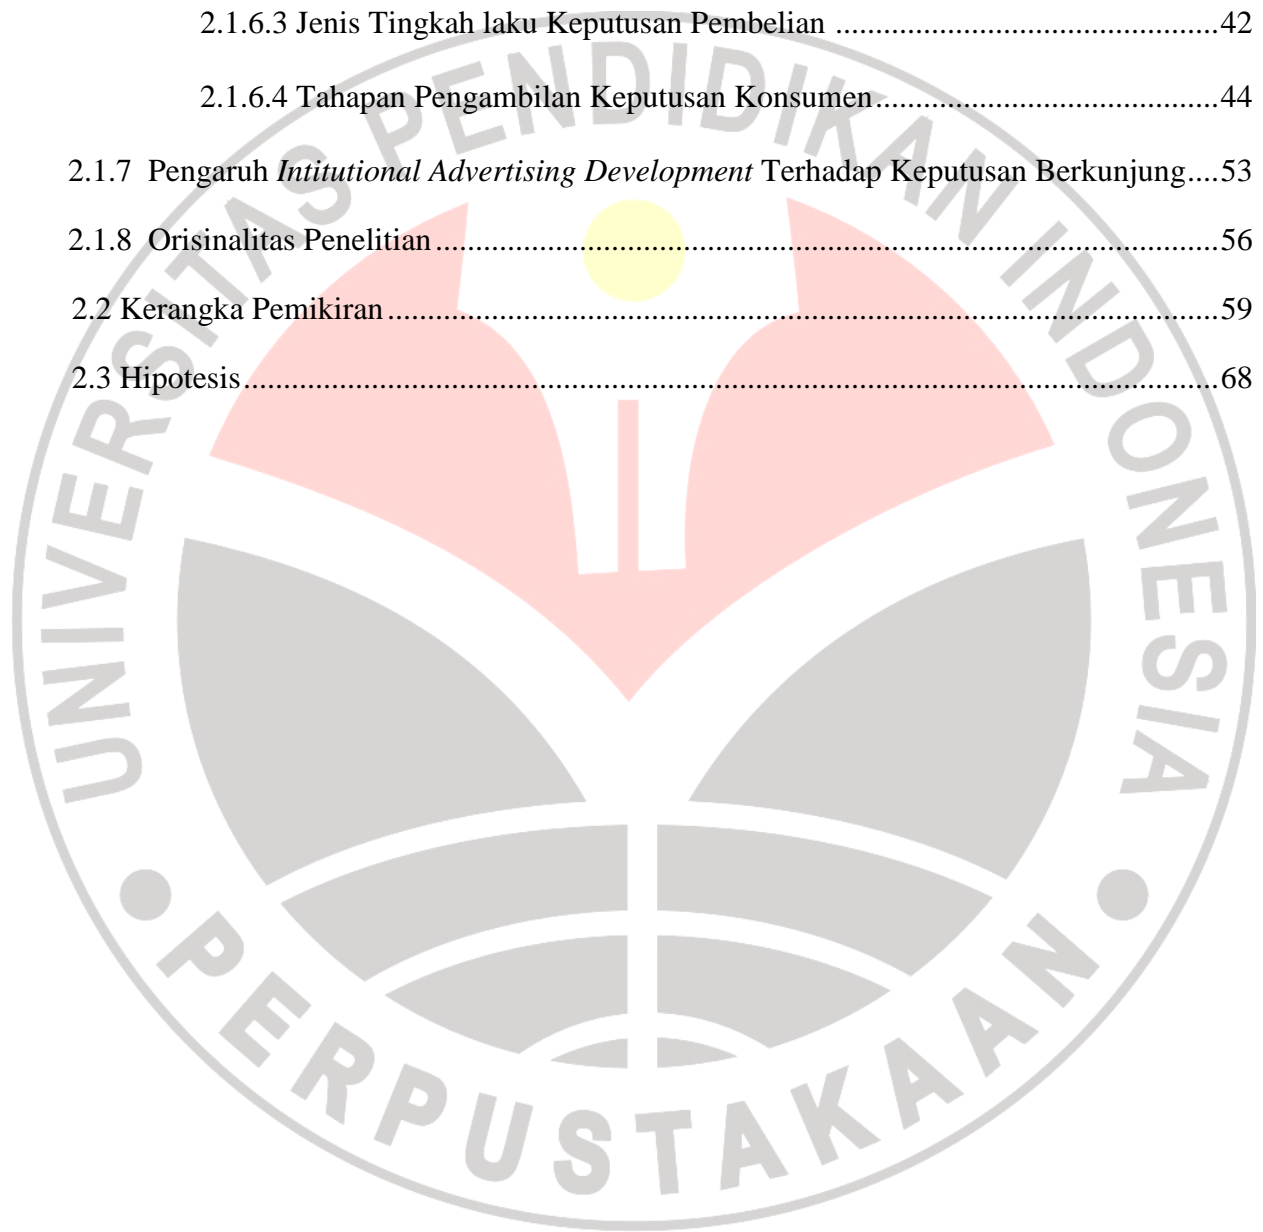 2.1.6.3 Jenis Tingkah laku Keputusan Pembelian ................................................42
2.1.6.4 Tahapan Pengambilan Keputusan Konsumen...........................................44
2.1.7 Pengaruh Intitutional Advertising Development Terhadap Keputusan Berkunjung....53
2.1.8 Orisinalitas Penelitian.....................................................................................................56
2.2 Kerangka Pemikiran........................................................................................................59
2.3 Hipotesis..........................................................................................................................68
UNIVERSITAS PENDIDIKAN INDONESIA
PERPUSTAKAAN